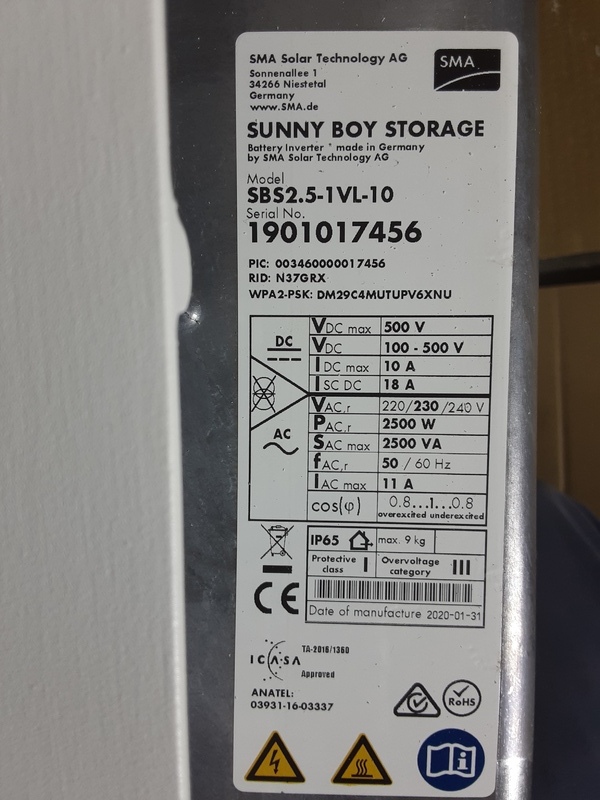 SMA Solar Technology AG
Sonnenallee 1
34266 Niestetal
Germany
www.SMA.de
SMA
SUNNY BOY STORAGE
Battery Inverter * made in Germany
by SMA Solar Technology AG
Model
SBS2.5-1VL-10
Serial No.
1901017456
PIC: 003460000017456
RID: N37GRX
WPA2-PSK: DM29C4MUTUPV6XNU
DC
VDC max 500 V
VDC 100 - 500 V
IDC max 10 A
ISC DC 18 A
AC
VAC,r 220/230/240 V
PAC,r 2500 W
SAC max 2500 VA
fAC,r 50 / 60 Hz
IAC max 11 A
cos(φ) 0.8...1...0.8
overexcited underexcited
IP65 max. 9 kg
Protective class I Overvoltage category III
CE
Date of manufacture 2020-01-31
ICASA
TA-2016/1360
Approved
ANATEL:
03931-16-03337
RoHS